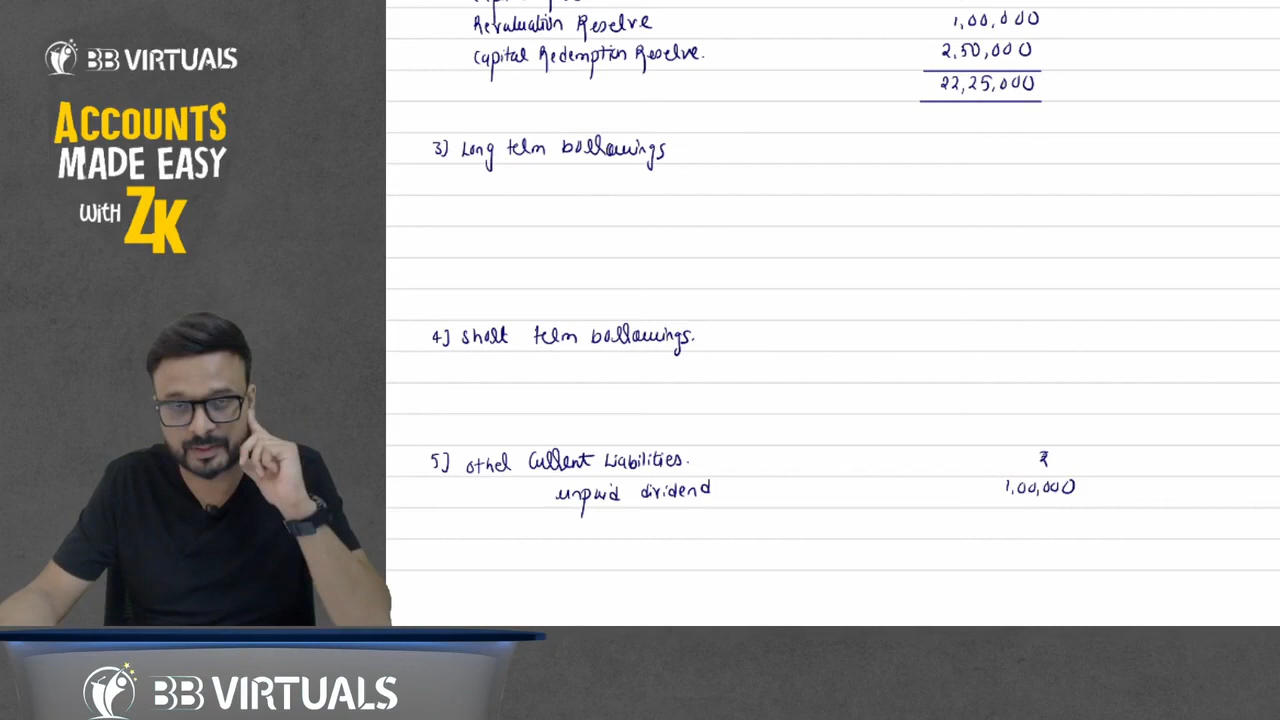 BB VIRTUALS
ACCOUNTS
MADE EASY
WITH ZK
Revaluation Reserve 1,00,000
Capital Redemption Reserve. 2,50,000
22,25,000
3) Long term borrowings
4) Short term borrowings.
5) Other Current Liabilities. ₹
unpaid dividend 1,00,000
BB VIRTUALS